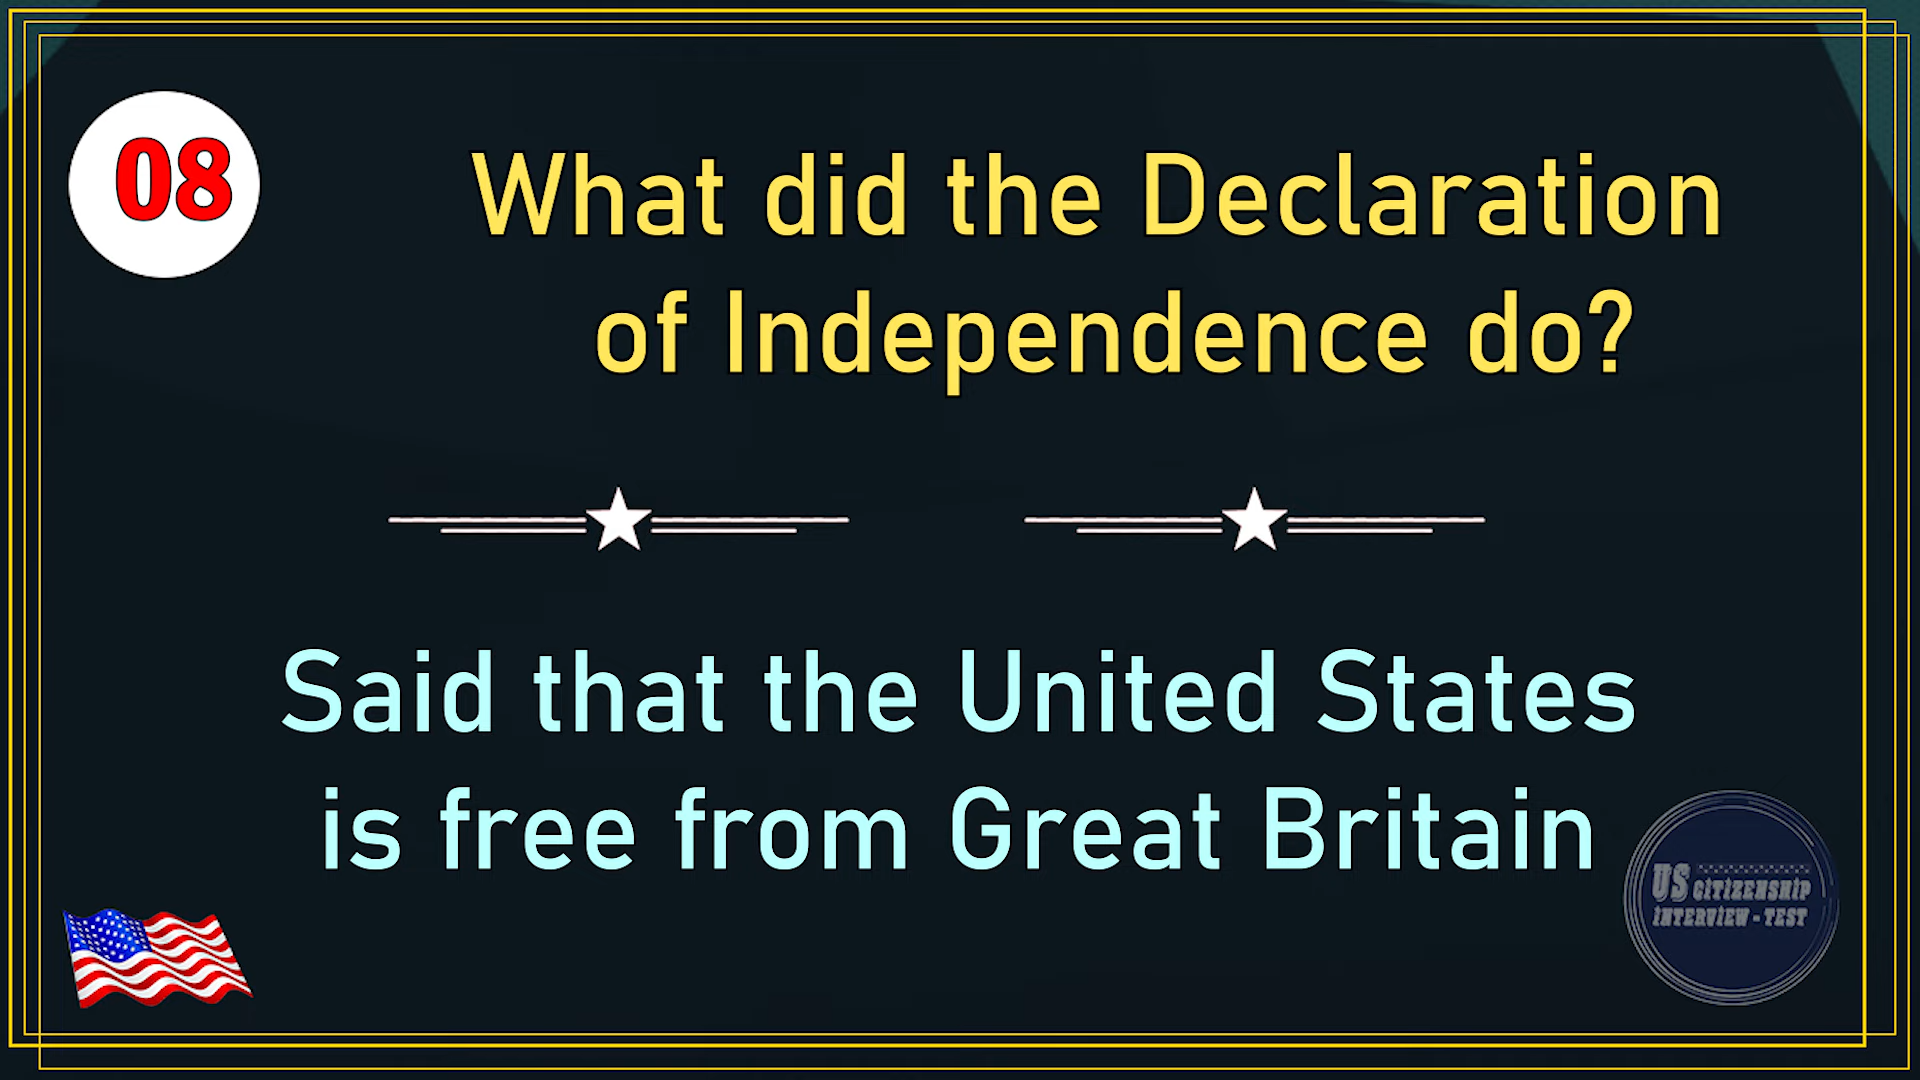 08
What did the Declaration
of Independence do?
Said that the United States
is free from Great Britain
US CITIZENSHIP
INTERVIEW - TEST